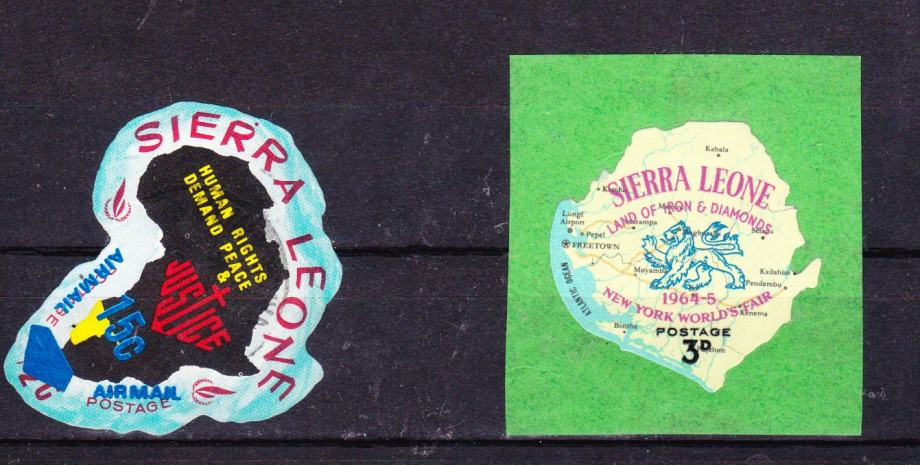 SIERRA LEONE
HUMAN RIGHTS
DEMAND PEACE
&
JUSTICE
AIRMAIL
15C
AIRMAIL
POSTAGE
Kabala
SIERRA LEONE
LAND OF IRON & DIAMONDS
Lungi
Airport
Pepel
FREETOWN
Moyamba
Kailahun
Pendembu
ATLANTIC OCEAN
1964-5
NEW YORK WORLD'S FAIR
Kenema
Bonthe
POSTAGE
3D